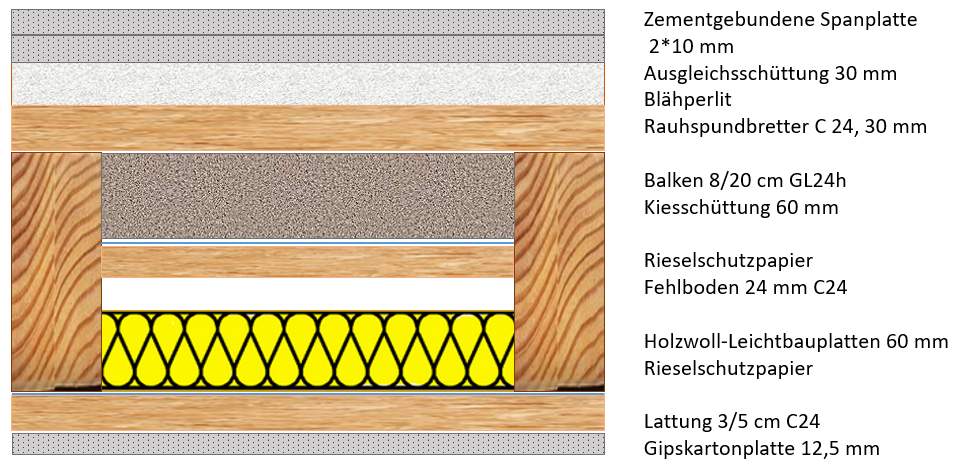 Zementgebundene Spanplatte
2*10 mm
Ausgleichsschüttung 30 mm
Blähperlit
Rauhspundbretter C 24, 30 mm
Balken 8/20 cm GL24h
Kiesschüttung 60 mm
Rieselschutzpapier
Fehlboden 24 mm C24
Holzwoll-Leichtbauplatten 60 mm
Rieselschutzpapier
Lattung 3/5 cm C24
Gipskartonplatte 12,5 mm